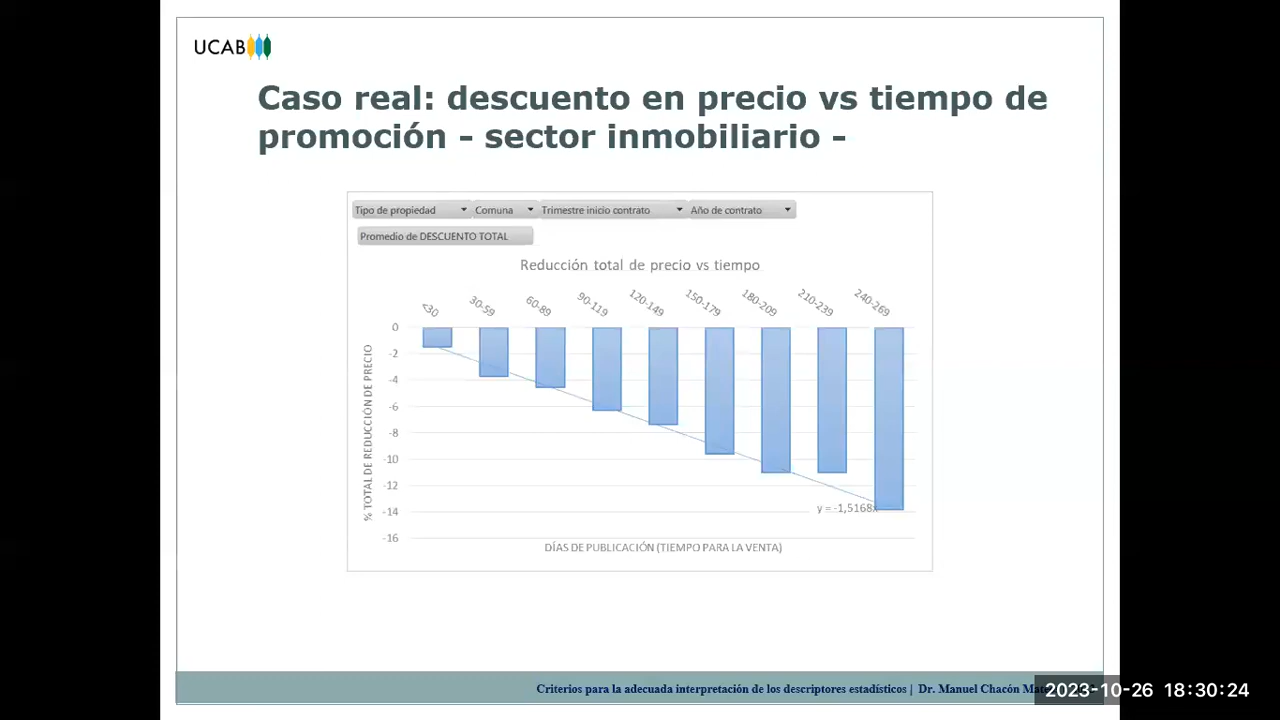 UCAB
Caso real: descuento en precio vs tiempo de
promoción - sector inmobiliario -
Tipo de propiedad Comuna Trimestre inicio contrato Año de contrato
Promedio de DESCUENTO TOTAL
Reducción total de precio vs tiempo
<30 30-59 60-89 90-119 120-149 150-179 180-209 210-239 240-269
% TOTAL DE REDUCCIÓN DE PRECIO
0
-2
-4
-6
-8
-10
-12
-14
-16
y = -1,5168x
DÍAS DE PUBLICACIÓN (TIEMPO PARA LA VENTA)
Criterios para la adecuada interpretación de los descriptores estadísticos | Dr. Manuel Chacón
2023-10-26 18:30:24